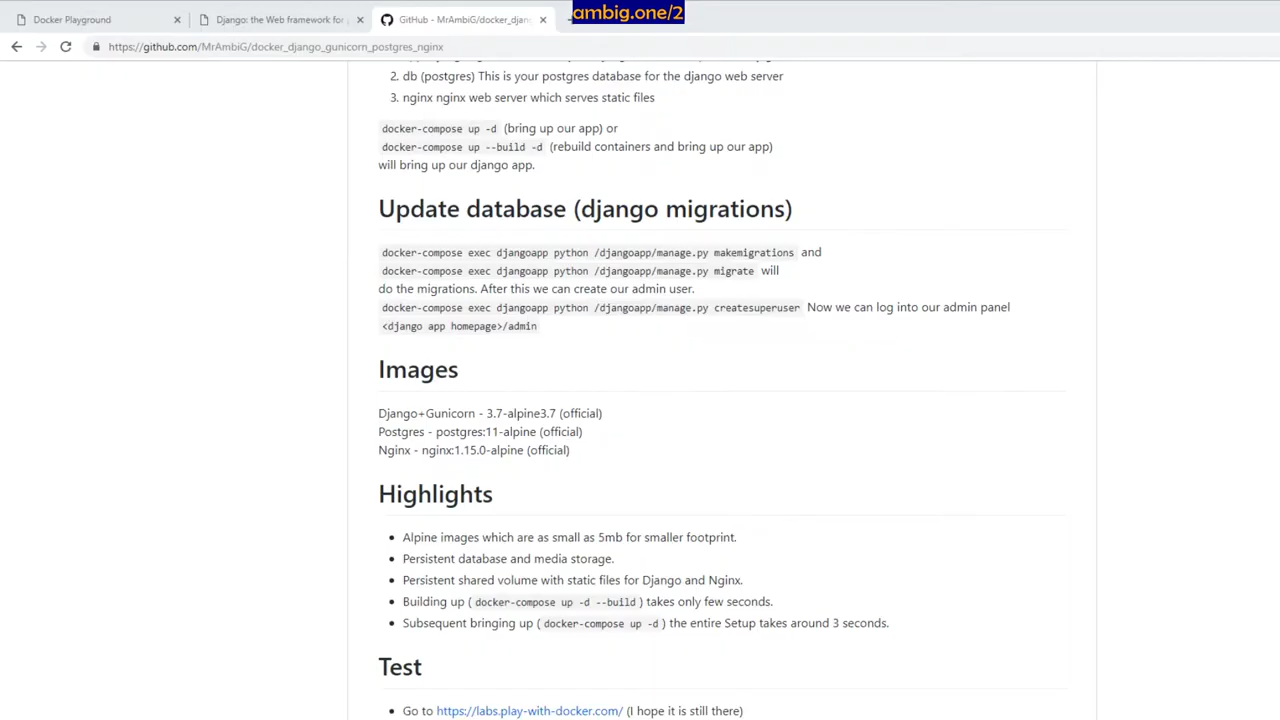 ambig.one/2
Docker Playground
Django: the Web framework for
GitHub - MrAmbiG/docker_djan
https://github.com/MrAmbiG/docker_django_gunicorn_postgres_nginx
2. db (postgres) This is your postgres database for the django web server
3. nginx nginx web server which serves static files
docker-compose up -d (bring up our app) or
docker-compose up --build -d (rebuild containers and bring up our app)
will bring up our django app.
Update database (django migrations)
docker-compose exec djangoapp python /djangoapp/manage.py makemigrations and
docker-compose exec djangoapp python /djangoapp/manage.py migrate will
do the migrations. After this we can create our admin user.
docker-compose exec djangoapp python /djangoapp/manage.py createsuperuser Now we can log into our admin panel
<django app homepage>/admin
Images
Django+Gunicorn - 3.7-alpine3.7 (official)
Postgres - postgres:11-alpine (official)
Nginx - nginx:1.15.0-alpine (official)
Highlights
• Alpine images which are as small as 5mb for smaller footprint.
• Persistent database and media storage.
• Persistent shared volume with static files for Django and Nginx.
• Building up ( docker-compose up -d --build ) takes only few seconds.
• Subsequent bringing up ( docker-compose up -d ) the entire Setup takes around 3 seconds.
Test
• Go to https://labs.play-with-docker.com/ (I hope it is still there)